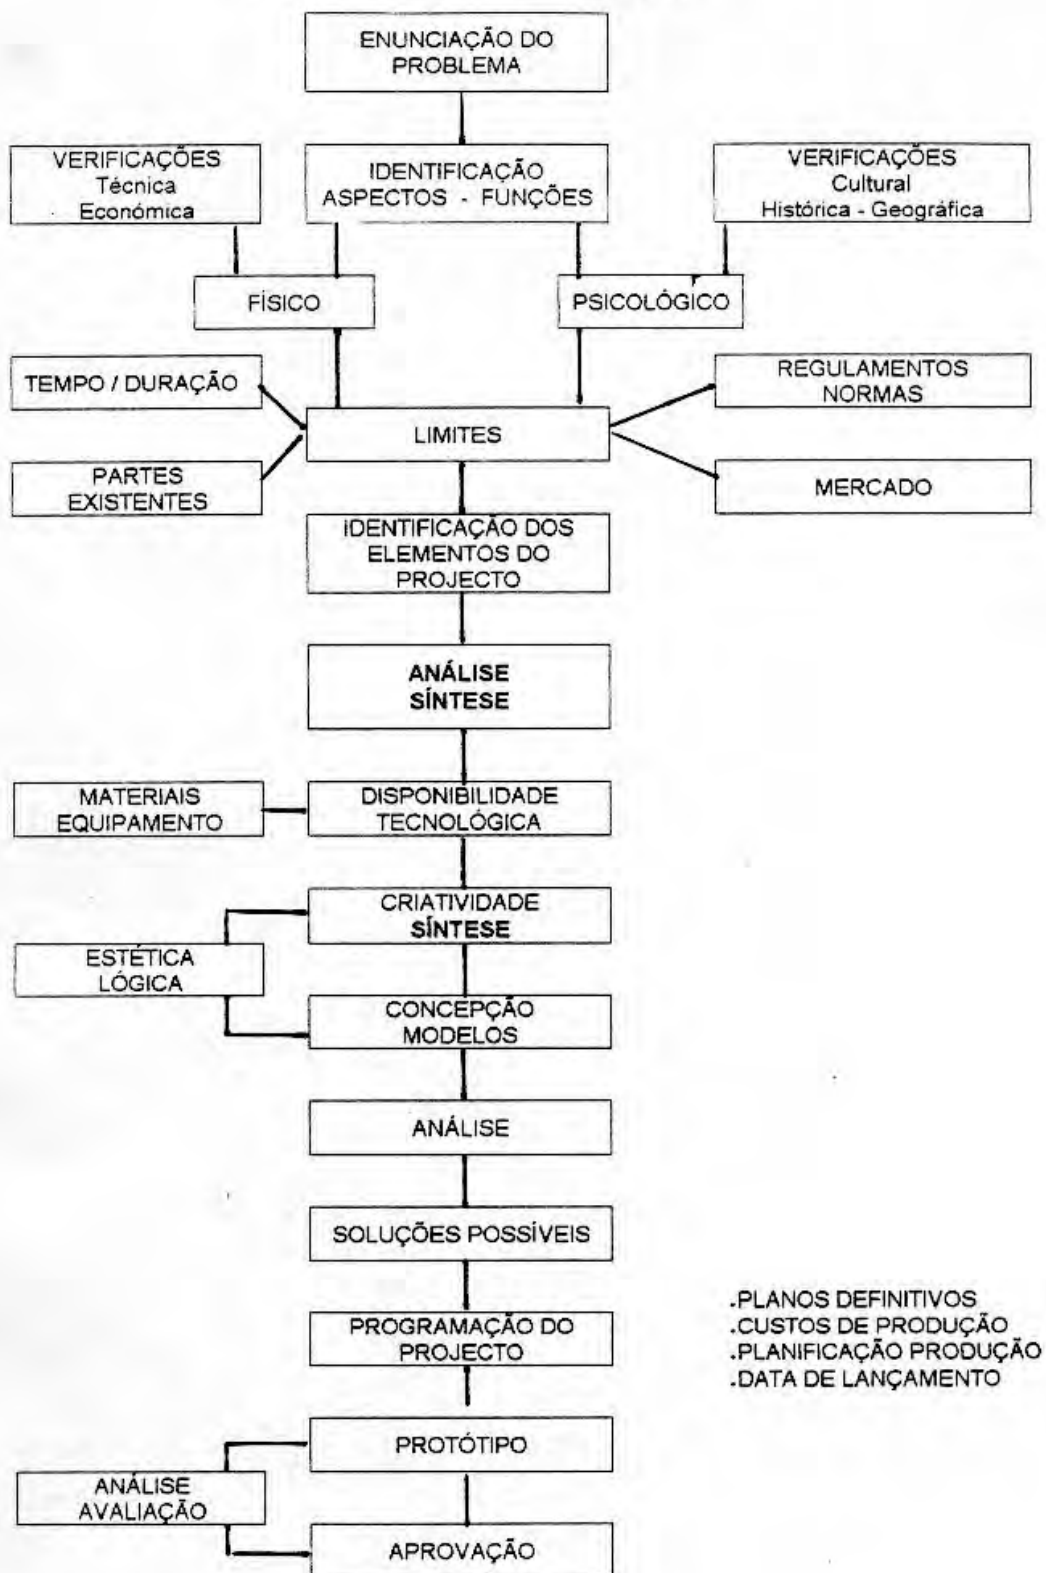 ENUNCIAÇÃO DO
PROBLEMA
VERIFICAÇÕES
Técnica
Económica
IDENTIFICAÇÃO
ASPECTOS - FUNÇÕES
VERIFICAÇÕES
Cultural
Histórica - Geográfica
FÍSICO
PSICOLÓGICO
TEMPO / DURAÇÃO
REGULAMENTOS
NORMAS
LIMITES
PARTES
EXISTENTES
MERCADO
IDENTIFICAÇÃO DOS
ELEMENTOS DO
PROJECTO
ANÁLISE
SÍNTESE
MATERIAIS
EQUIPAMENTO
DISPONIBILIDADE
TECNOLÓGICA
CRIATIVIDADE
SÍNTESE
ESTÉTICA
LÓGICA
CONCEPÇÃO
MODELOS
ANÁLISE
SOLUÇÕES POSSÍVEIS
PROGRAMAÇÃO DO
PROJECTO
.PLANOS DEFINITIVOS
.CUSTOS DE PRODUÇÃO
.PLANIFICAÇÃO PRODUÇÃO
.DATA DE LANÇAMENTO
PROTÓTIPO
ANÁLISE
AVALIAÇÃO
APROVAÇÃO